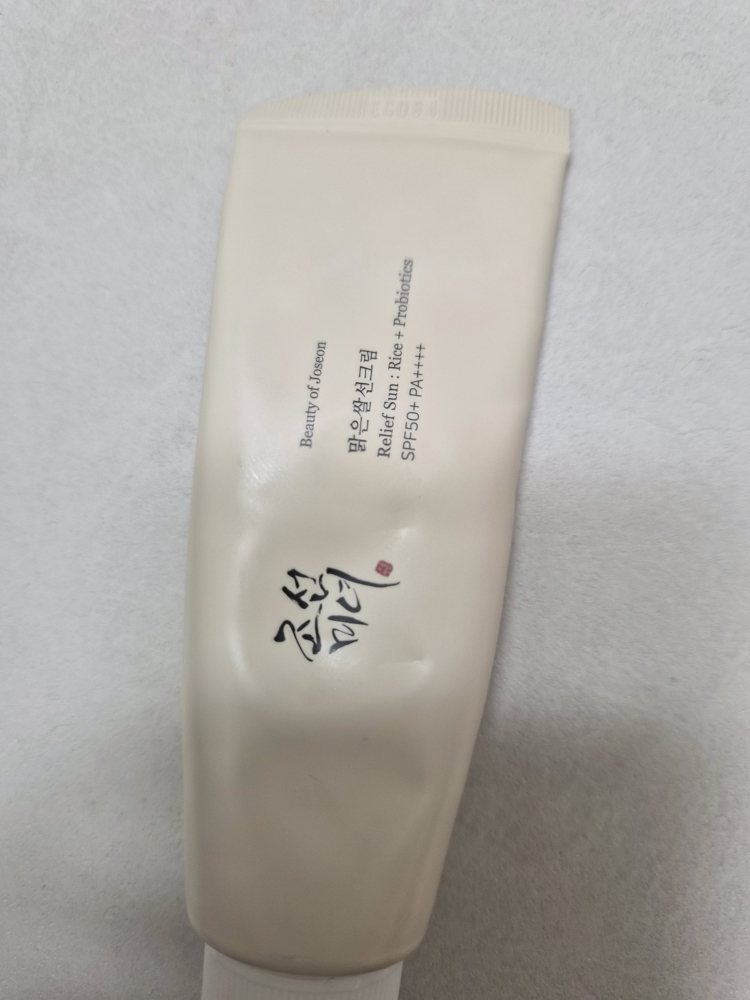 조선
미녀
Beauty of Joseon
맑은쌀선크림
Relief Sun : Rice + Probiotics
SPF50+ PA++++